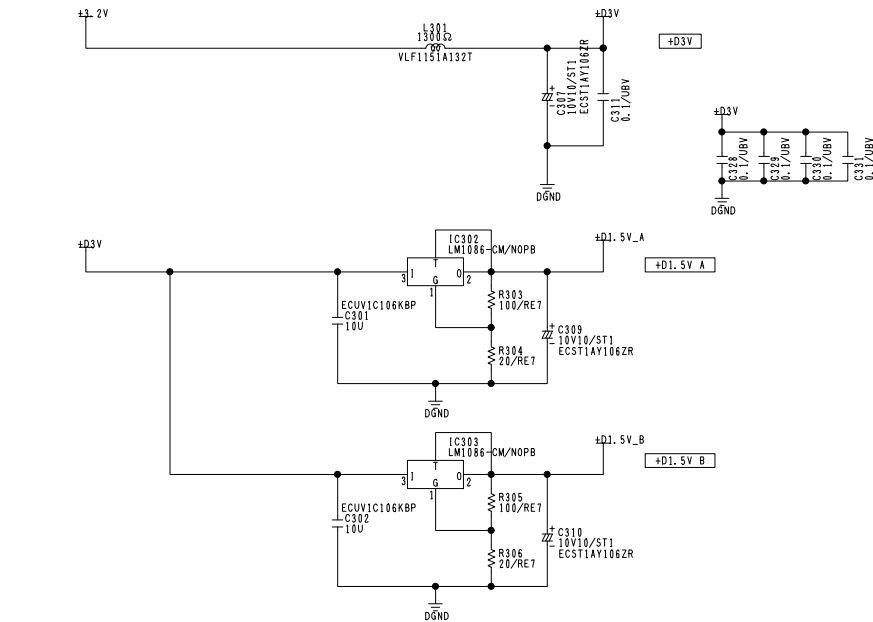 +3.2V
L301
1300Ω
VLF1151A132T
+D3V
+D3V
C307
10V10/ST1
ECST1AY106ZR
C311
0.1/UBV
DGND
+D3V
C328
0.1/UBV
C329
0.1/UBV
C330
0.1/UBV
C331
0.1/UBV
DGND
+D3V
IC302
LM1086-CM/NOPB
T
3 I O 2
G
1
+D1.5V_A
+D1.5V A
ECUV1C106KBP
C301
10U
R303
100/RE7
R304
20/RE7
C309
10V10/ST1
ECST1AY106ZR
DGND
IC303
LM1086-CM/NOPB
T
3 I O 2
G
1
+D1.5V_B
+D1.5V B
ECUV1C106KBP
C302
10U
R305
100/RE7
R306
20/RE7
C310
10V10/ST1
ECST1AY106ZR
DGND